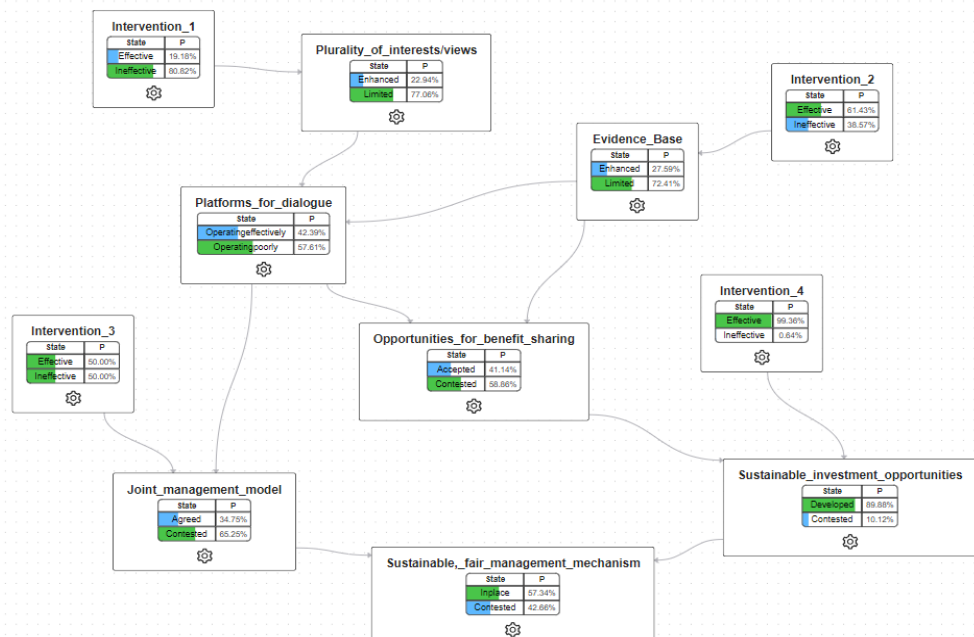 Intervention_1
State P
Effective 19.18%
Ineffective 80.82%
Plurality_of_interests/views
State P
Enhanced 22.94%
Limited 77.06%
Intervention_2
State P
Effective 61.43%
Ineffective 38.57%
Evidence_Base
State P
Enhanced 27.59%
Limited 72.41%
Platforms_for_dialogue
State P
Operatingeffectively 42.39%
Operatingpoorly 57.61%
Intervention_4
State P
Effective 99.36%
Ineffective 0.64%
Intervention_3
State P
Effective 50.00%
Ineffective 50.00%
Opportunities_for_benefit_sharing
State P
Accepted 41.14%
Contested 58.86%
Joint_management_model
State P
Agreed 34.75%
Contested 65.25%
Sustainable_investment_opportunities
State P
Developed 89.88%
Contested 10.12%
Sustainable,_fair_management_mechanism
State P
Inplace 57.34%
Contested 42.66%